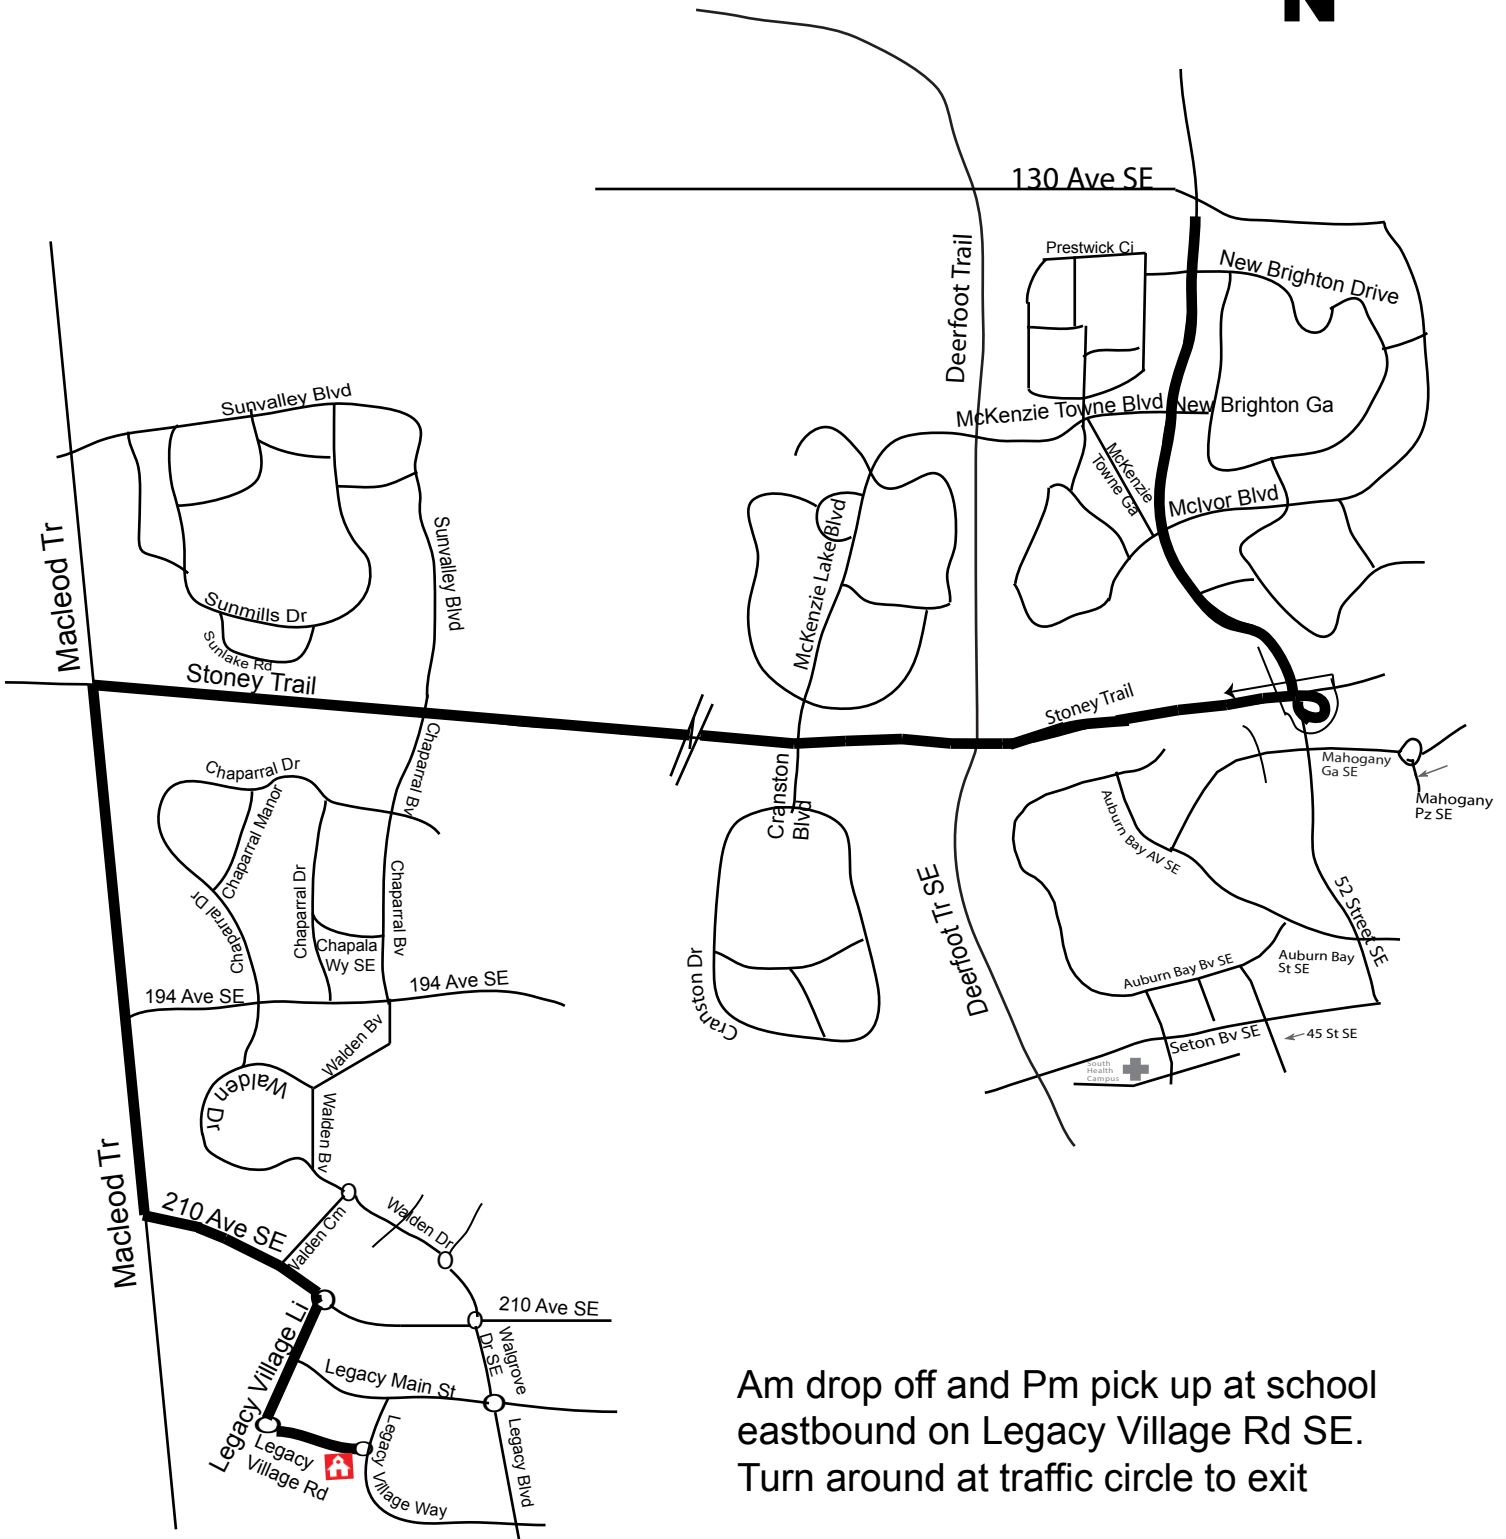 N
130 Ave SE
Deerfoot Trail
Prestwick Ci
New Brighton Drive
Sunvalley Blvd
McKenzie Towne Blvd
New Brighton Ga
McKenzie
Towne Ga
McIvor Blvd
McKenzie Lake Blvd
Sunvalley Blvd
Macleod Tr
Sunmills Dr
Sunlake Rd
Stoney Trail
Stoney Trail
Chaparral Bv
Chaparral Dr
Chaparral Manor
Cranston
Blvd
Mahogany
Ga SE
Mahogany
Pz SE
Auburn Bay AV SE
Chaparral Dr
Chaparral Dr
Chaparral Bv
Chapala
Wy SE
Deerfoot Tr SE
52 Street SE
Cranston Dr
Auburn Bay Bv SE
Auburn Bay
St SE
194 Ave SE
194 Ave SE
Walden Bv
Seton Bv SE
45 St SE
South
Health
Campus
Walden Dr
Walden Bv
Macleod Tr
210 Ave SE
Walden Cm
Walden Dr
210 Ave SE
Legacy Village Li
Walgrove
Dr SE
Legacy Main St
Legacy
Village Rd
Legacy Village Way
Legacy Blvd
Am drop off and Pm pick up at school
eastbound on Legacy Village Rd SE.
Turn around at traffic circle to exit